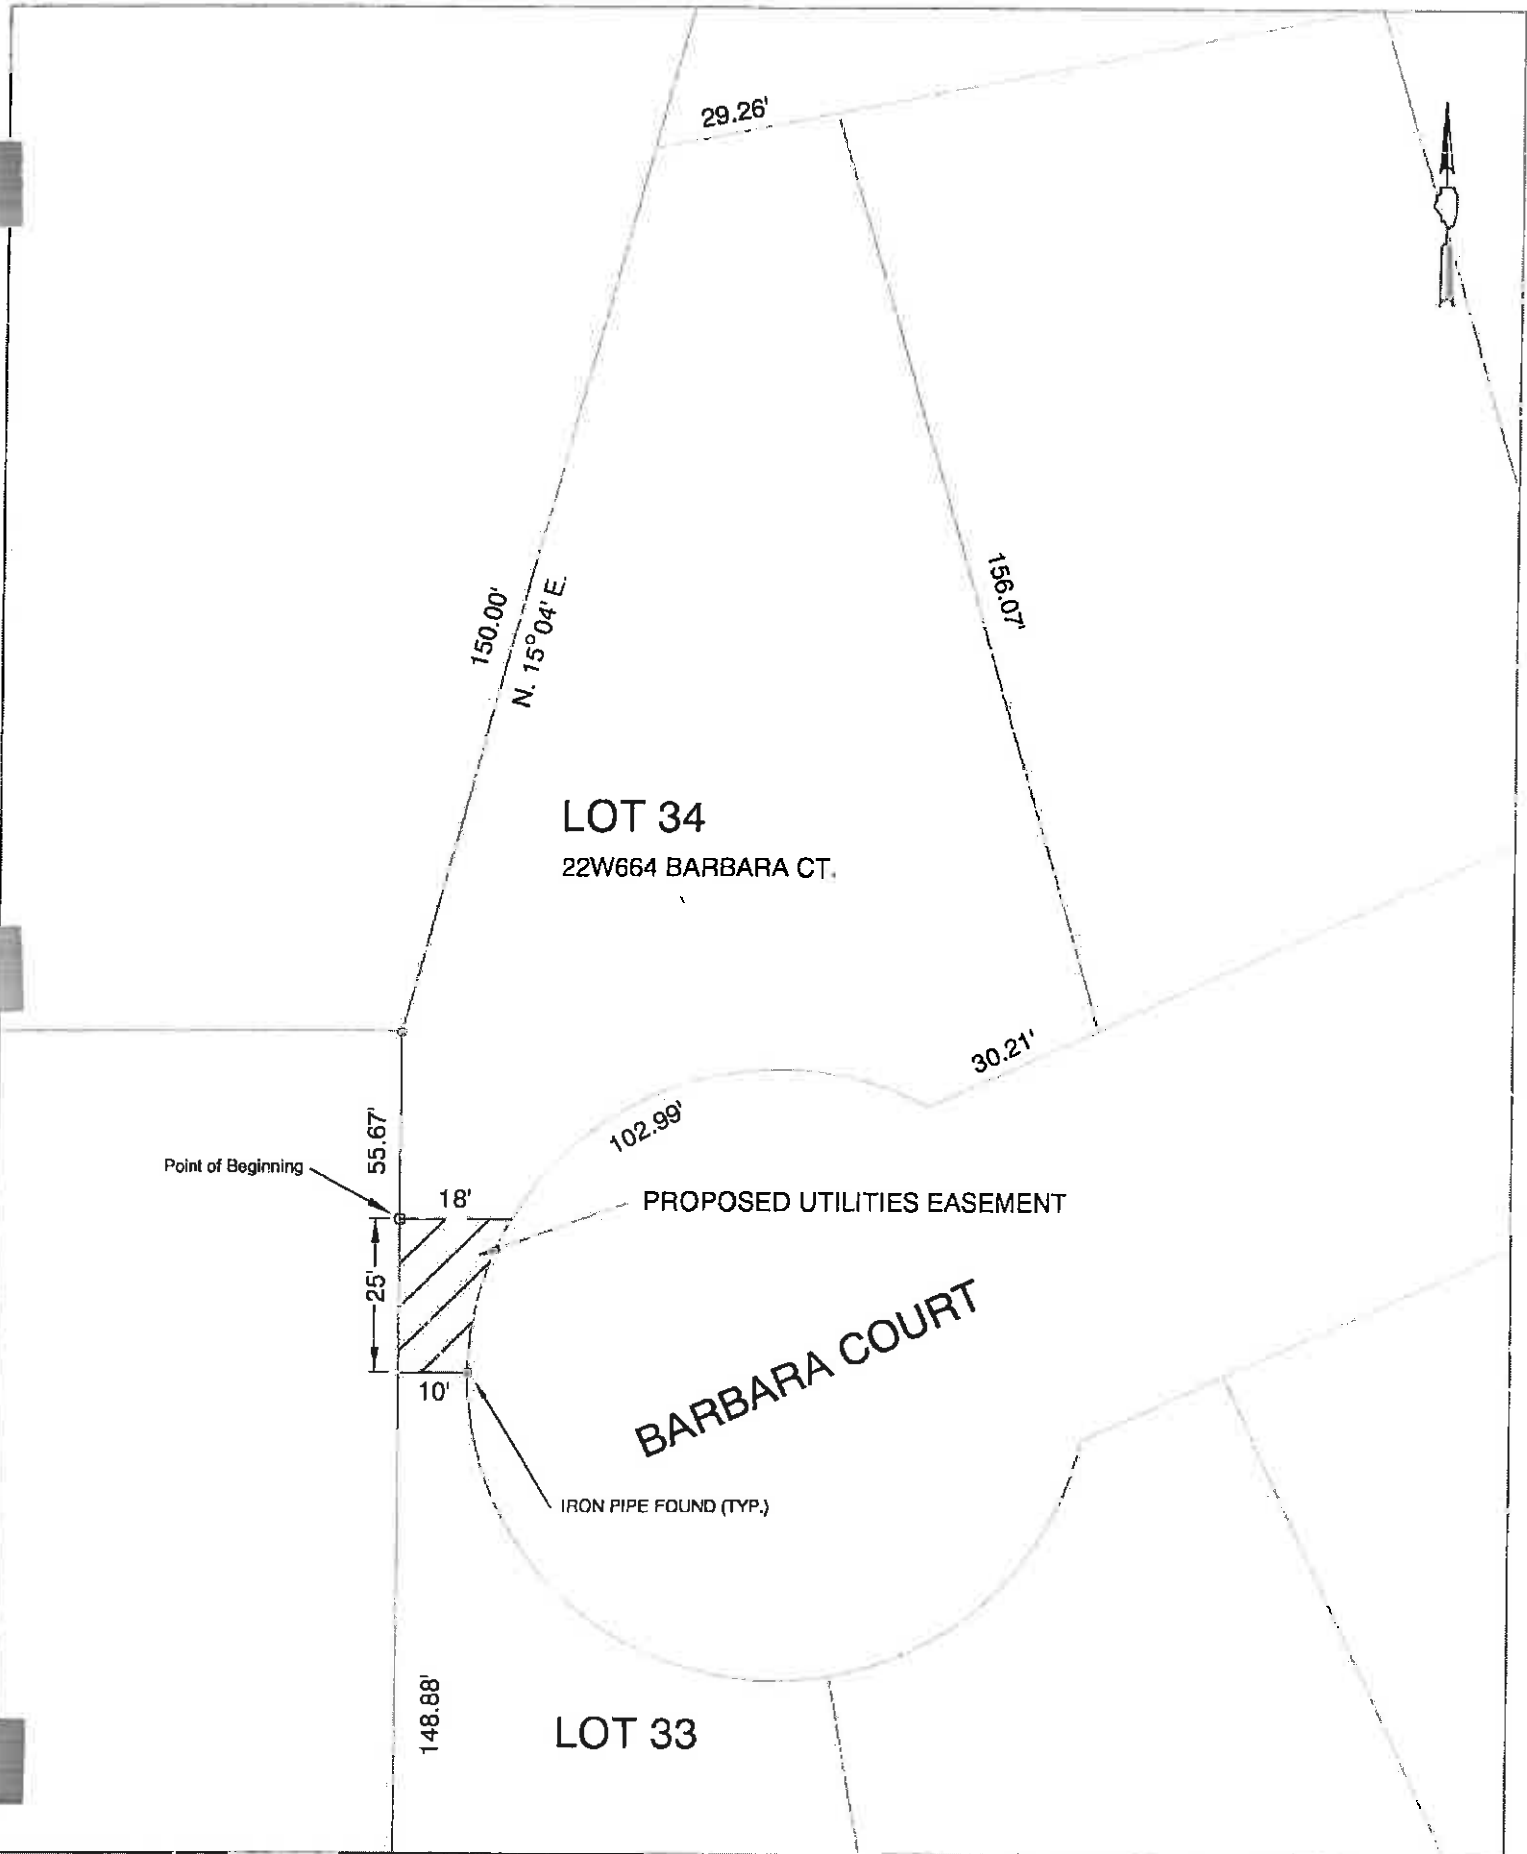 29.26'
150.00'
N. 15°04' E.
156.07'
LOT 34
22W664 BARBARA CT.
30.21'
102.99'
55.67'
Point of Beginning
18'
PROPOSED UTILITIES EASEMENT
25'
10'
BARBARA COURT
IRON PIPE FOUND (TYP.)
148.88'
LOT 33